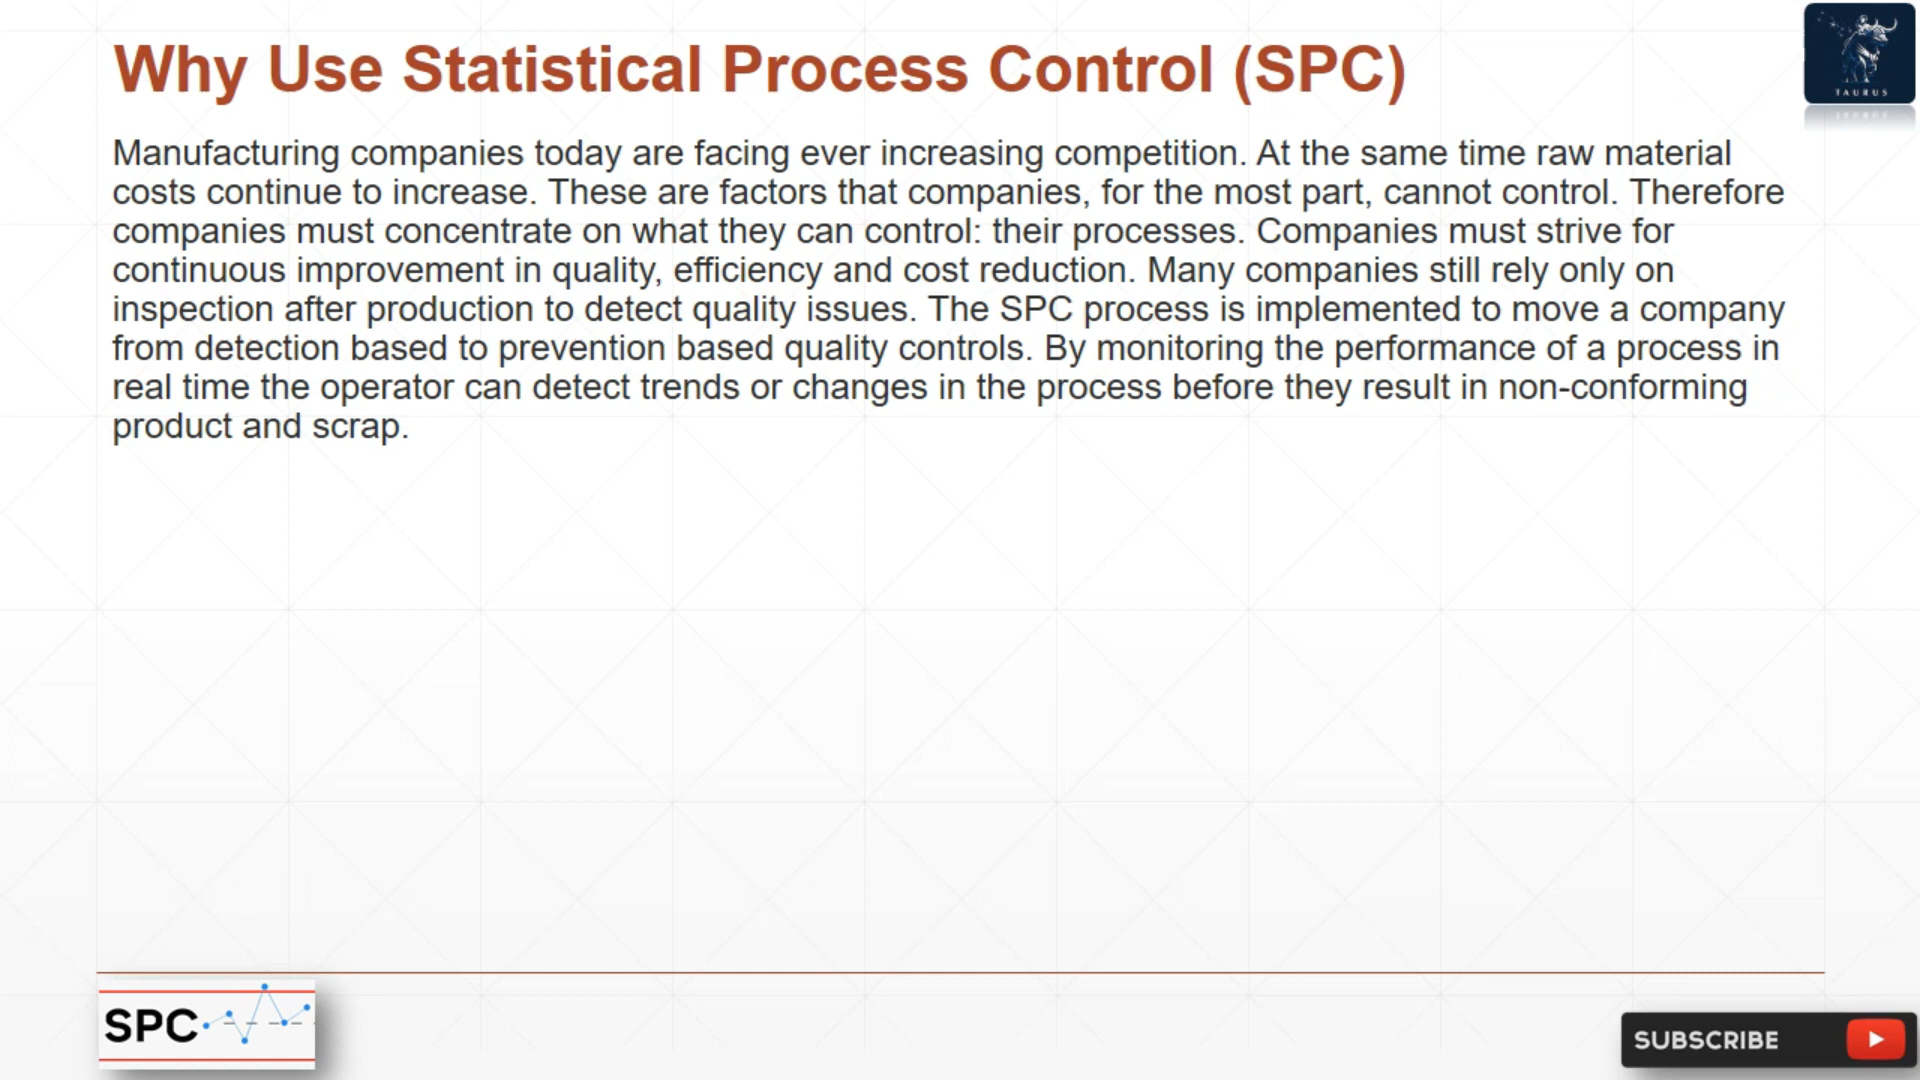 Why Use Statistical Process Control (SPC)
TAURUS
Manufacturing companies today are facing ever increasing competition. At the same time raw material
costs continue to increase. These are factors that companies, for the most part, cannot control. Therefore
companies must concentrate on what they can control: their processes. Companies must strive for
continuous improvement in quality, efficiency and cost reduction. Many companies still rely only on
inspection after production to detect quality issues. The SPC process is implemented to move a company
from detection based to prevention based quality controls. By monitoring the performance of a process in
real time the operator can detect trends or changes in the process before they result in non-conforming
product and scrap.
SPC
SUBSCRIBE